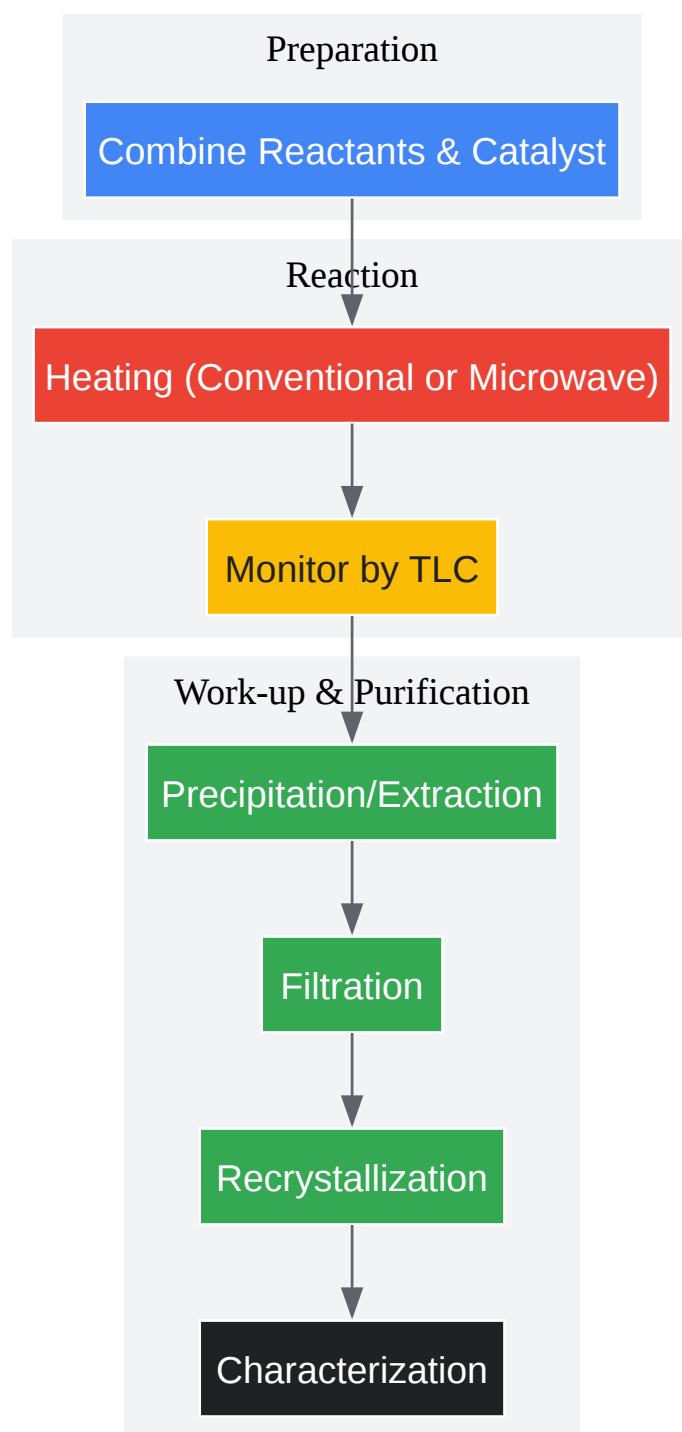 Preparation
Combine Reactants & Catalyst
Reaction
Heating (Conventional or Microwave)
Monitor by TLC
Work-up & Purification
Precipitation/Extraction
Filtration
Recrystallization
Characterization